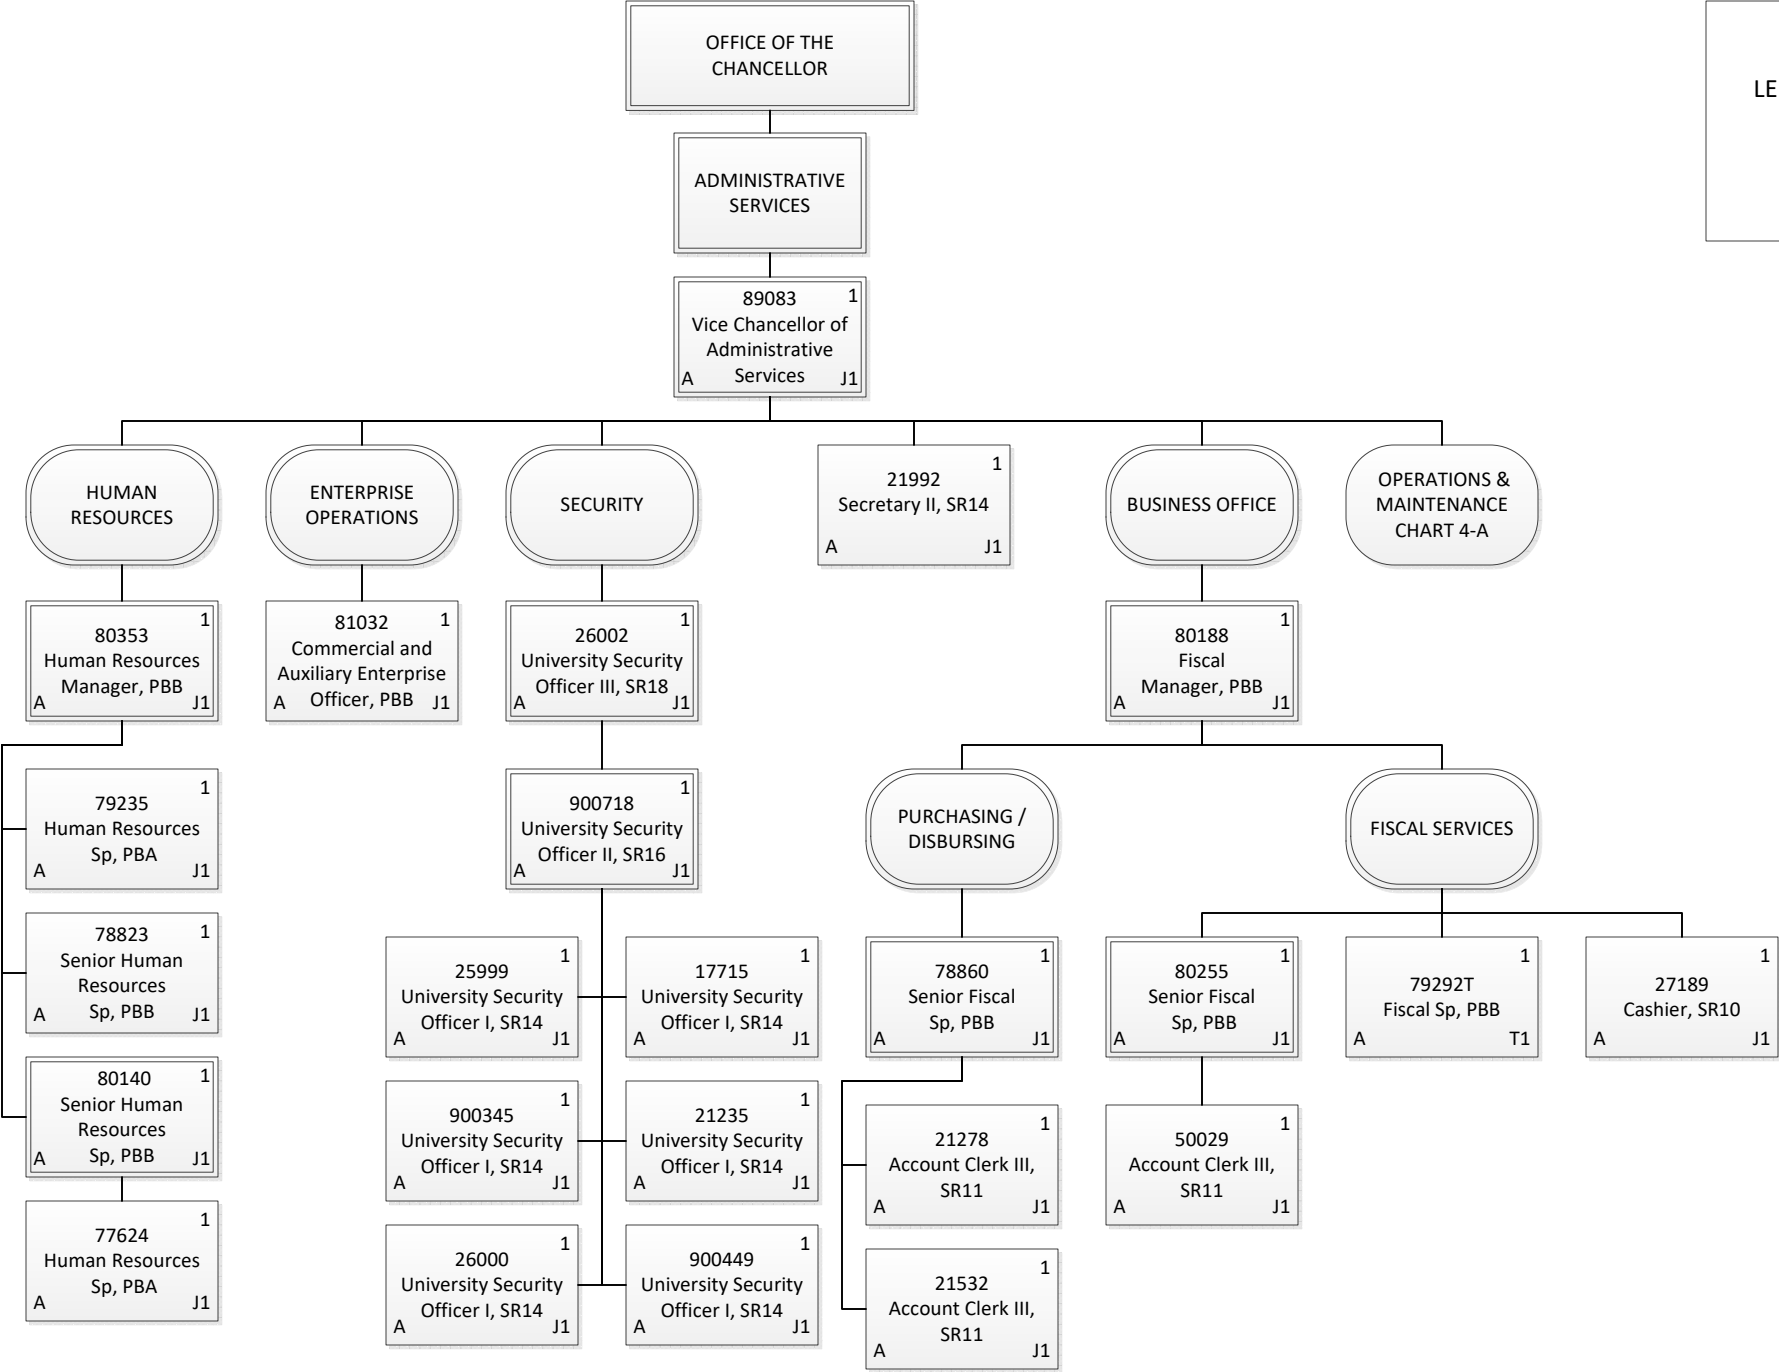 OFFICE OF THE
CHANCELLOR
LE
ADMINISTRATIVE
SERVICES
89083 1
Vice Chancellor of
Administrative
A Services J1
HUMAN
RESOURCES
ENTERPRISE
OPERATIONS
SECURITY
1
21992
Secretary II, SR14
A J1
BUSINESS OFFICE
OPERATIONS &
MAINTENANCE
CHART 4-A
1
80353
Human Resources
Manager, PBB
A J1
81032 1
Commercial and
Auxiliary Enterprise
Officer, PBB
A J1
1
26002
University Security
Officer III, SR18
A J1
1
80188
Fiscal
Manager, PBB
A J1
1
79235
Human Resources
Sp, PBA
A J1
1
78823
Senior Human
Resources
Sp, PBB
A J1
1
80140
Senior Human
Resources
Sp, PBB
A J1
1
77624
Human Resources
Sp, PBA
A J1
1
900718
University Security
Officer II, SR16
A J1
1
25999
University Security
Officer I, SR14
A J1
1
17715
University Security
Officer I, SR14
A J1
1
900345
University Security
Officer I, SR14
A J1
1
21235
University Security
Officer I, SR14
A J1
1
26000
University Security
Officer I, SR14
A J1
1
900449
University Security
Officer I, SR14
A J1
PURCHASING /
DISBURSING
FISCAL SERVICES
1
78860
Senior Fiscal
Sp, PBB
A J1
1
21278
Account Clerk III,
SR11
A J1
1
21532
Account Clerk III,
SR11
A J1
1
80255
Senior Fiscal
Sp, PBB
A J1
1
50029
Account Clerk III,
SR11
A J1
1
79292T
Fiscal Sp, PBB
A T1
1
27189
Cashier, SR10
A J1